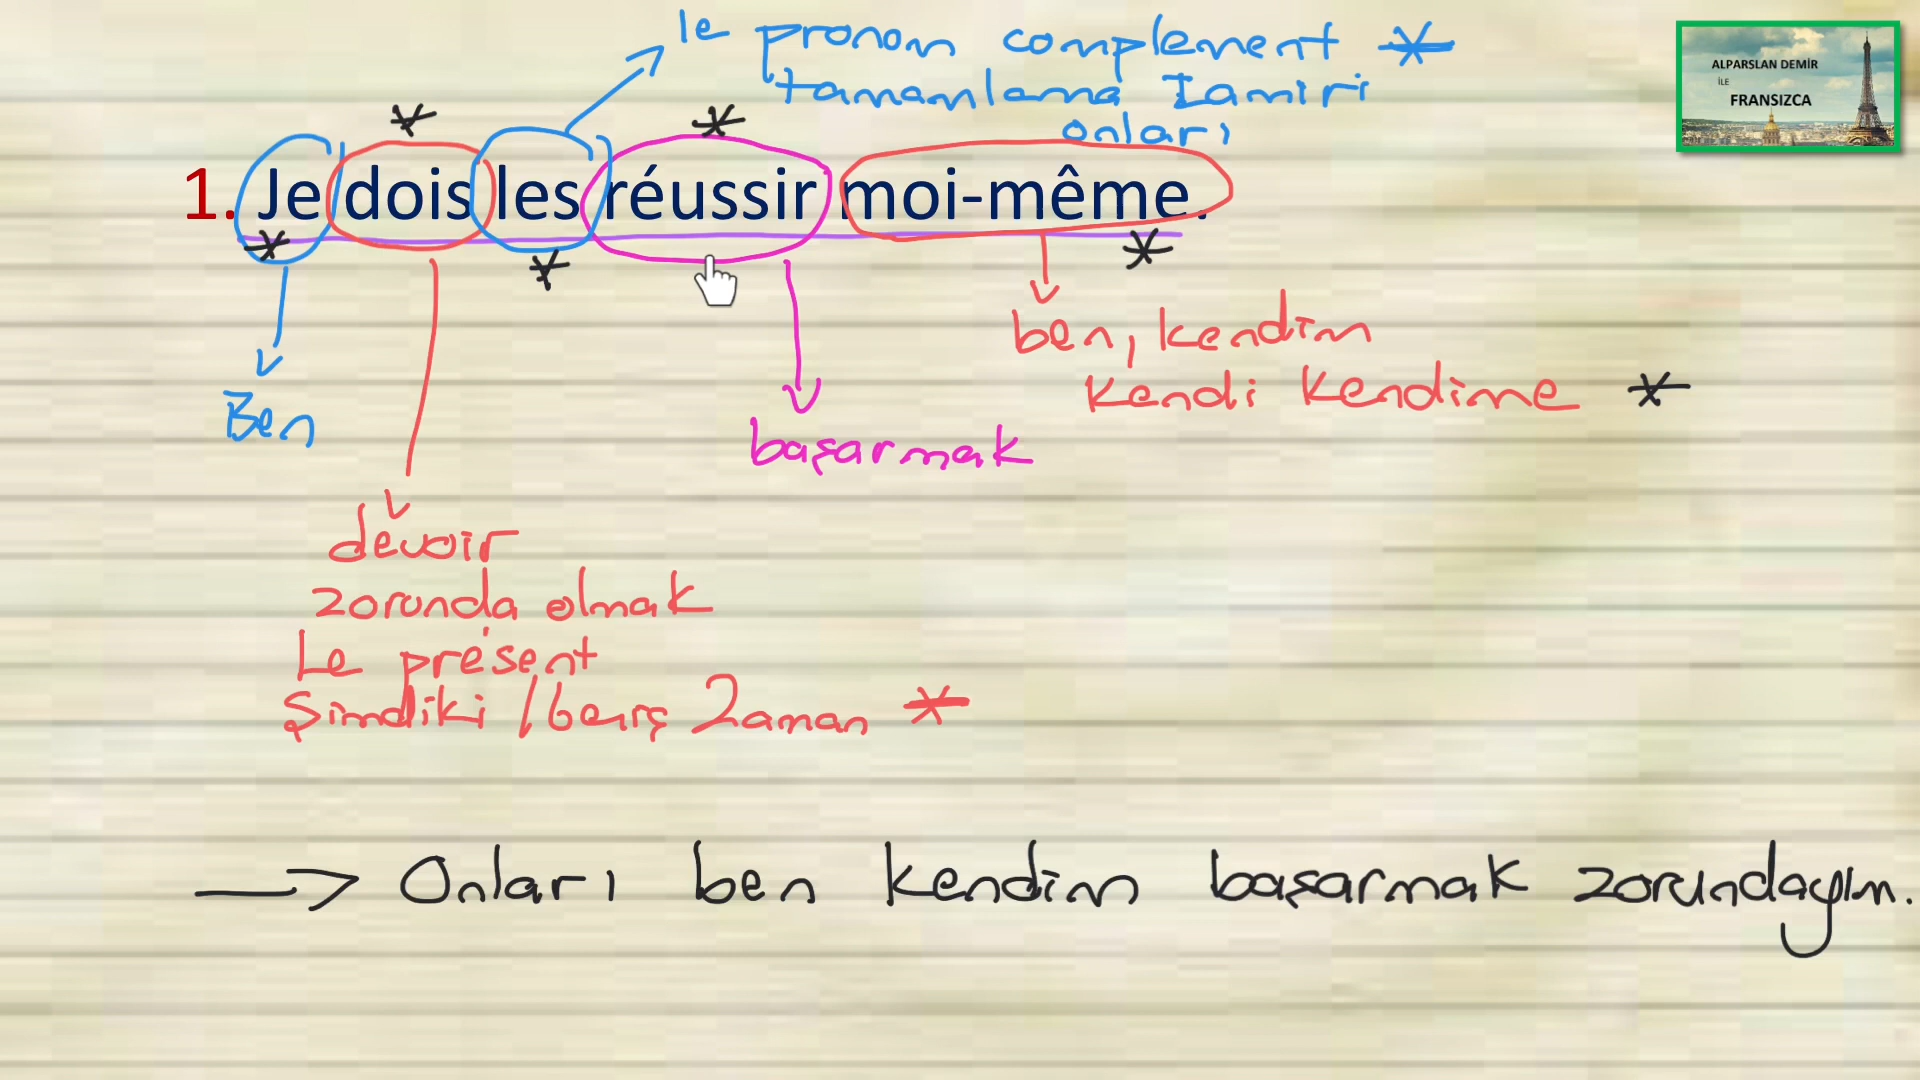 le pronom complement
tamamlama zamiri
onları
ALPARSLAN DEMİR
İLE
FRANSIZCA
1. Je dois les réussir moi-même.
ben, kendim
kendi kendime
Ben
başarmak
devoir
zorunda olmak
Le présent
Şimdiki / geniş zaman
Onları ben kendim başarmak zorundayım.